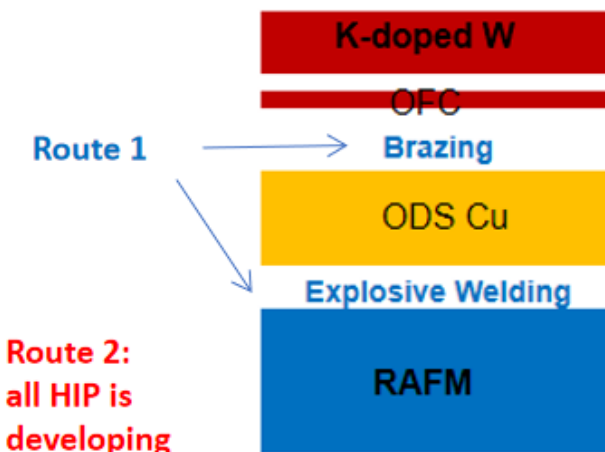 K-doped W
OFC
Route 1
Brazing
ODS Cu
Explosive Welding
Route 2:
all HIP is
developing
RAFM